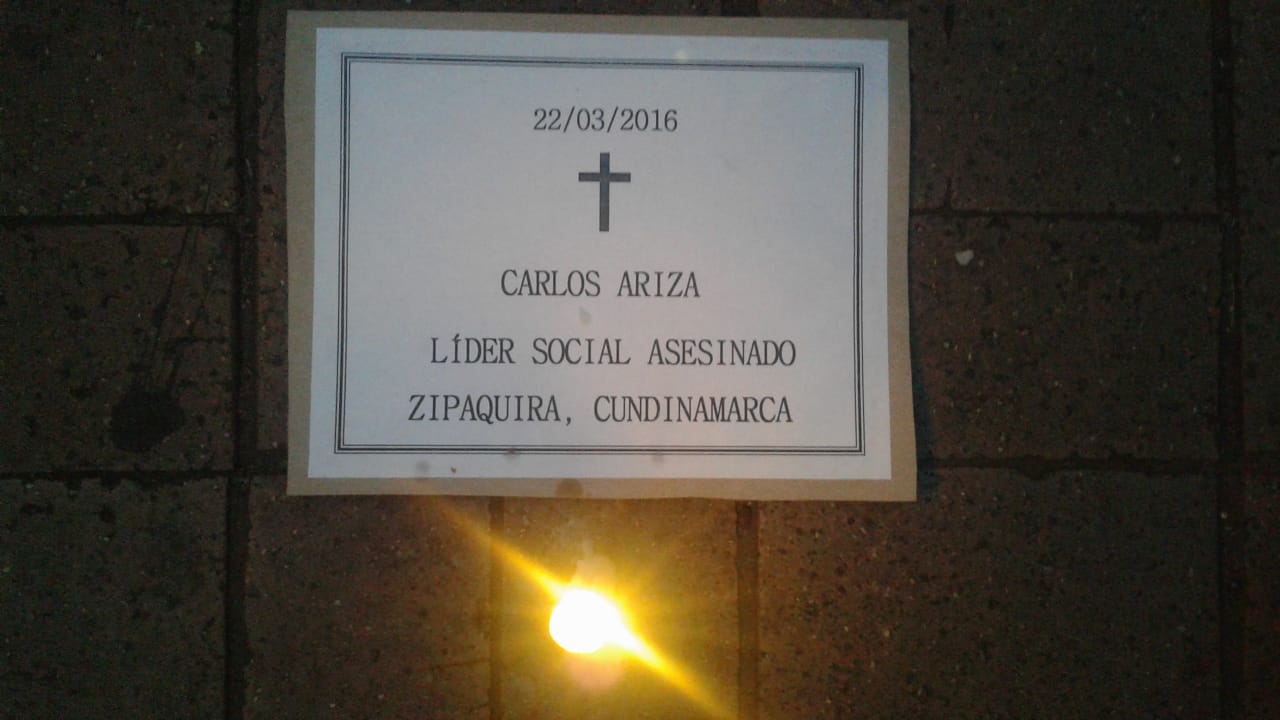 22/03/2016
CARLOS ARIZA
LÍDER SOCIAL ASESINADO
ZIPAQUIRA, CUNDINAMARCA